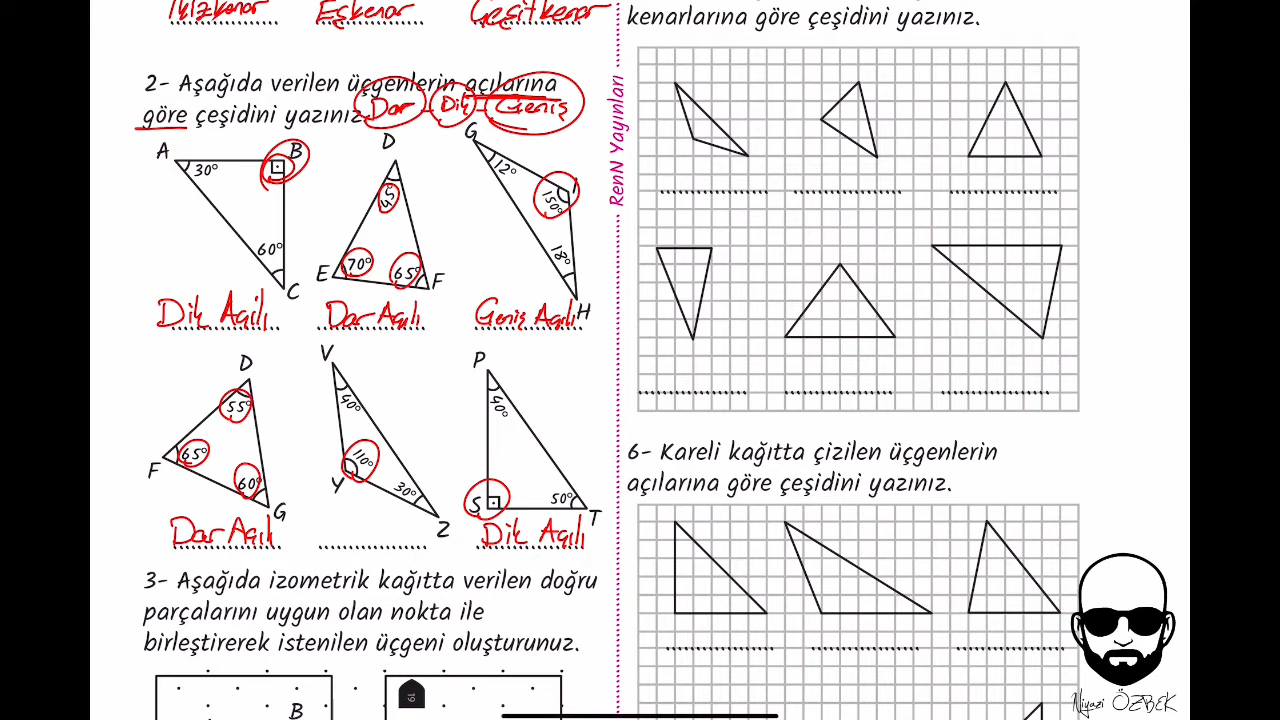 İkizkenar Eşkenar Çeşitkenar
2- Aşağıda verilen üçgenlerin açılarına
göre çeşidini yazınız.
Dar - Dik - Geniş
A
30°
B
60°
C
D
45°
E
70°
65°
F
G
12°
I
150°
18°
H
Dik Açılı
Dar Açılı
Geniş Açılı
D
55°
F
65°
60°
G
V
40°
110°
Y
30°
Z
P
40°
S
50°
T
Dar Açılı
Dik Açılı
3- Aşağıda izometrik kağıtta verilen doğru
parçalarını uygun olan nokta ile
birleştirerek istenilen üçgeni oluşturunuz.
B
19
RenN Yayınları
kenarlarına göre çeşidini yazınız.
6- Kareli kağıtta çizilen üçgenlerin
açılarına göre çeşidini yazınız.
Niyazi ÖZBEK